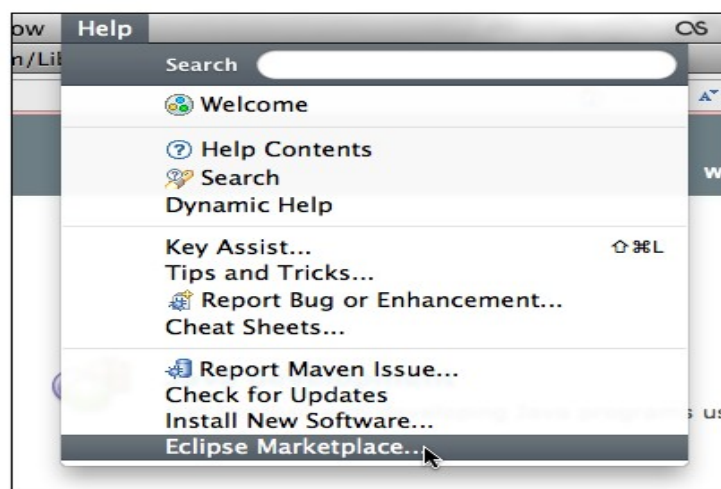 ow Help
n/Lil
Search
Welcome
Help Contents
Search
Dynamic Help
Key Assist... ⇧⌘L
Tips and Tricks...
Report Bug or Enhancement...
Cheat Sheets...
Report Maven Issue...
Check for Updates
Install New Software...
Eclipse Marketplace...